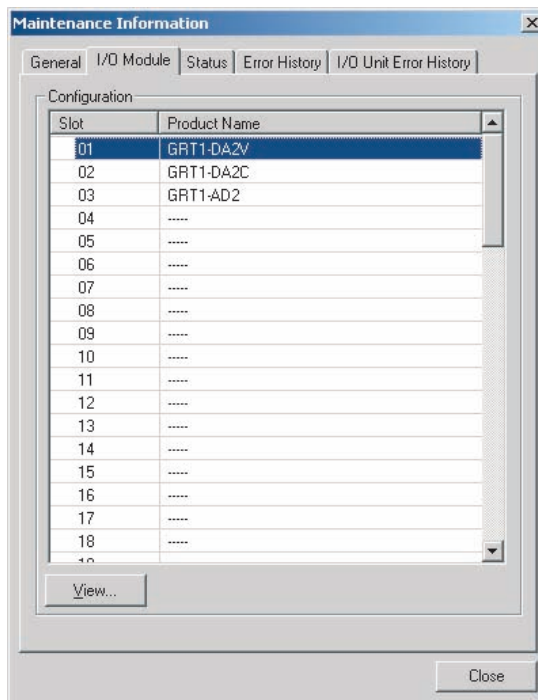 Maintenance Information
General I/O Module Status Error History I/O Unit Error History
Configuration
Slot Product Name
01 GRT1-DA2V
02 GRT1-DA2C
03 GRT1-AD2
04 -----
05 -----
06 -----
07 -----
08 -----
09 -----
10 -----
11 -----
12 -----
13 -----
14 -----
15 -----
16 -----
17 -----
18 -----
View...
Close